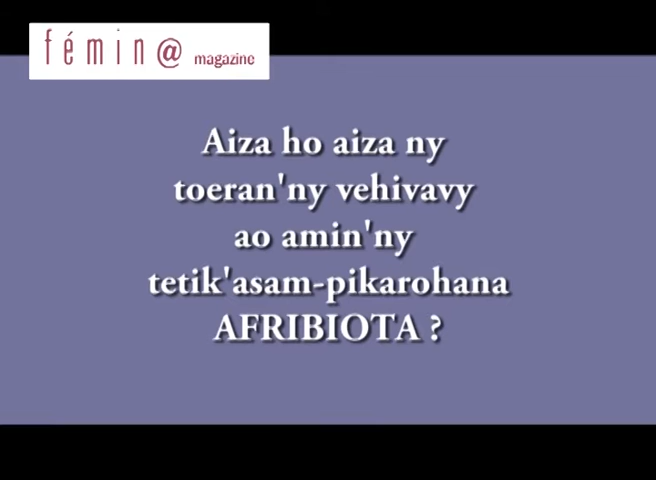 fémin@ magazine
Aiza ho aiza ny
toeran'ny vehivavy
ao amin'ny
tetik'asam-pikarohana
AFRIBIOTA ?